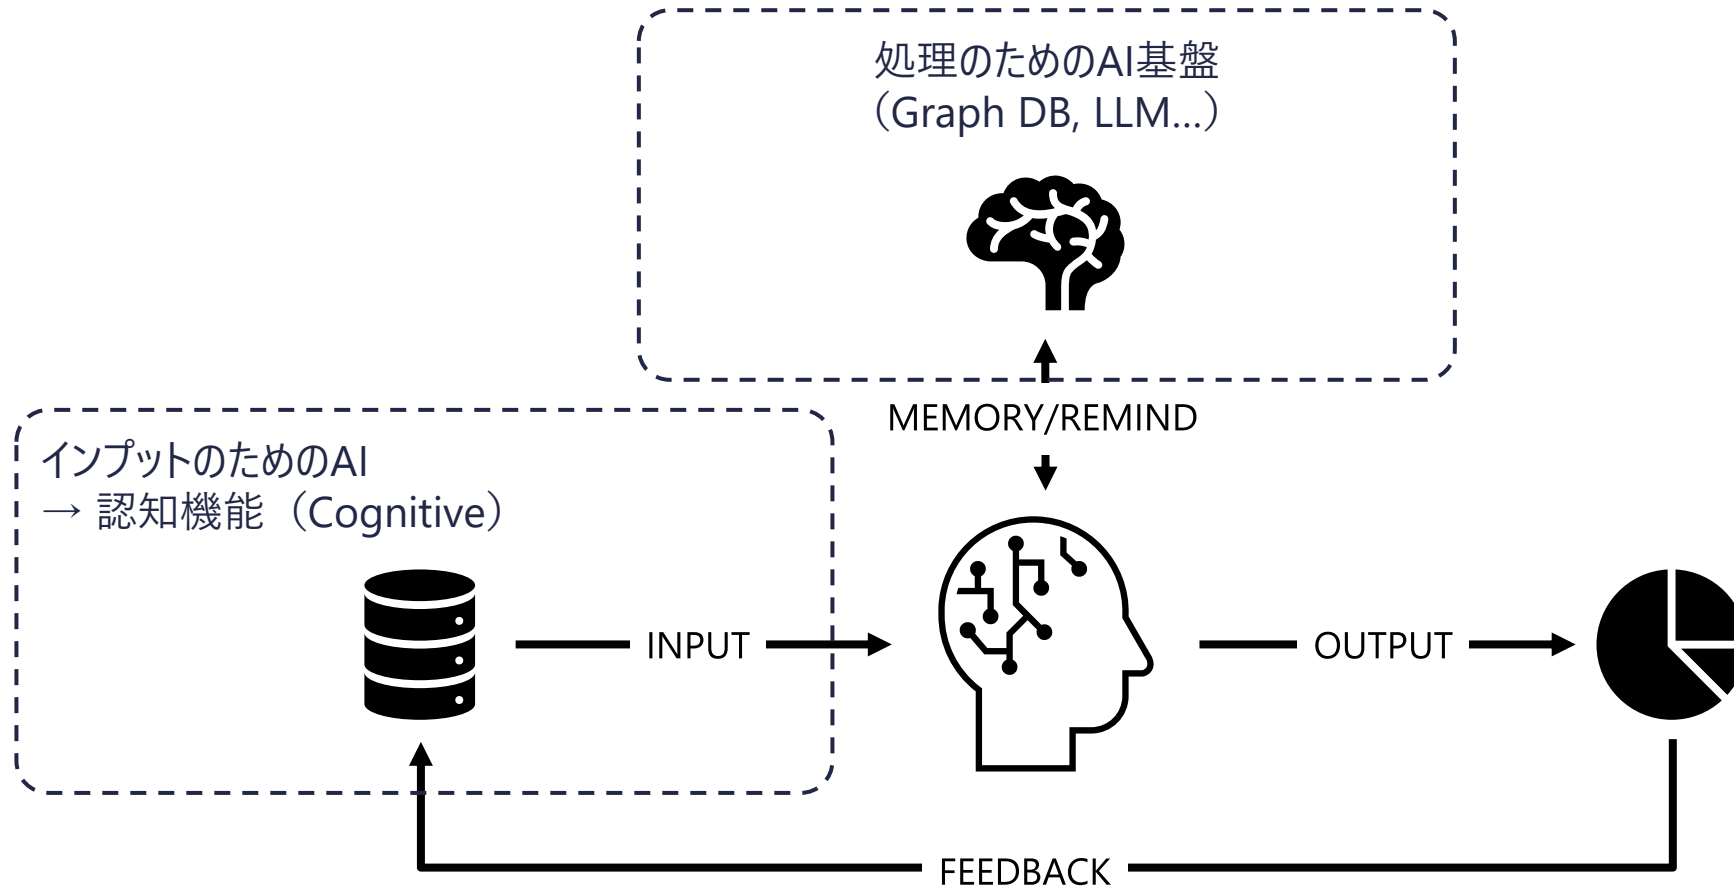 処理のためのAI基盤
（Graph DB, LLM…）
MEMORY/REMIND
インプットのためのAI
→ 認知機能（Cognitive）
INPUT
OUTPUT
FEEDBACK